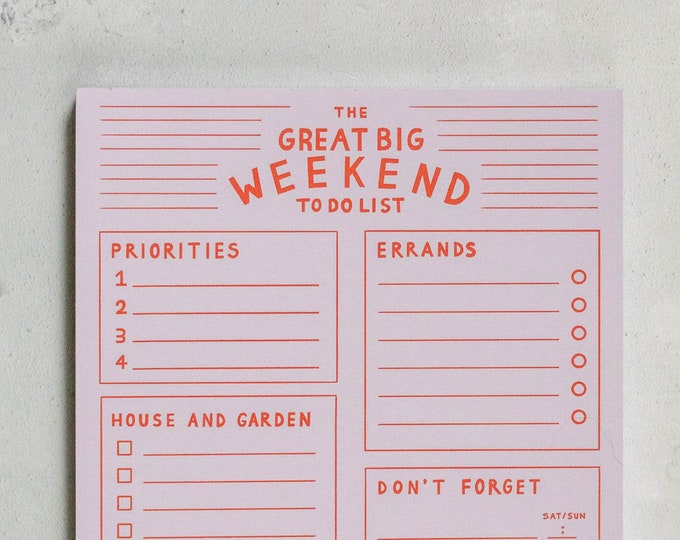 THE
GREAT BIG
WEEKEND
TO DO LIST
PRIORITIES
1
2
3
4
HOUSE AND GARDEN
ERRANDS
DON'T FORGET
SAT/SUN
: